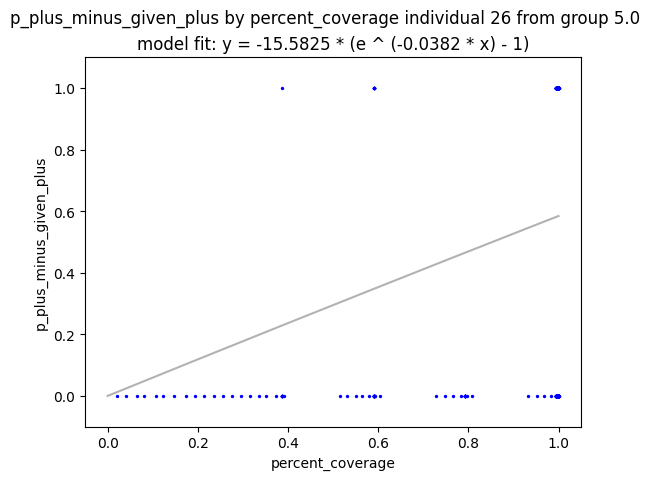 p_plus_minus_given_plus by percent_coverage individual 26 from group 5.0
model fit: y = -15.5825 * (e ^ (-0.0382 * x) - 1)
1.0
0.8
0.6
0.4
0.2
0.0
p_plus_minus_given_plus
0.0 0.2 0.4 0.6 0.8 1.0
percent_coverage